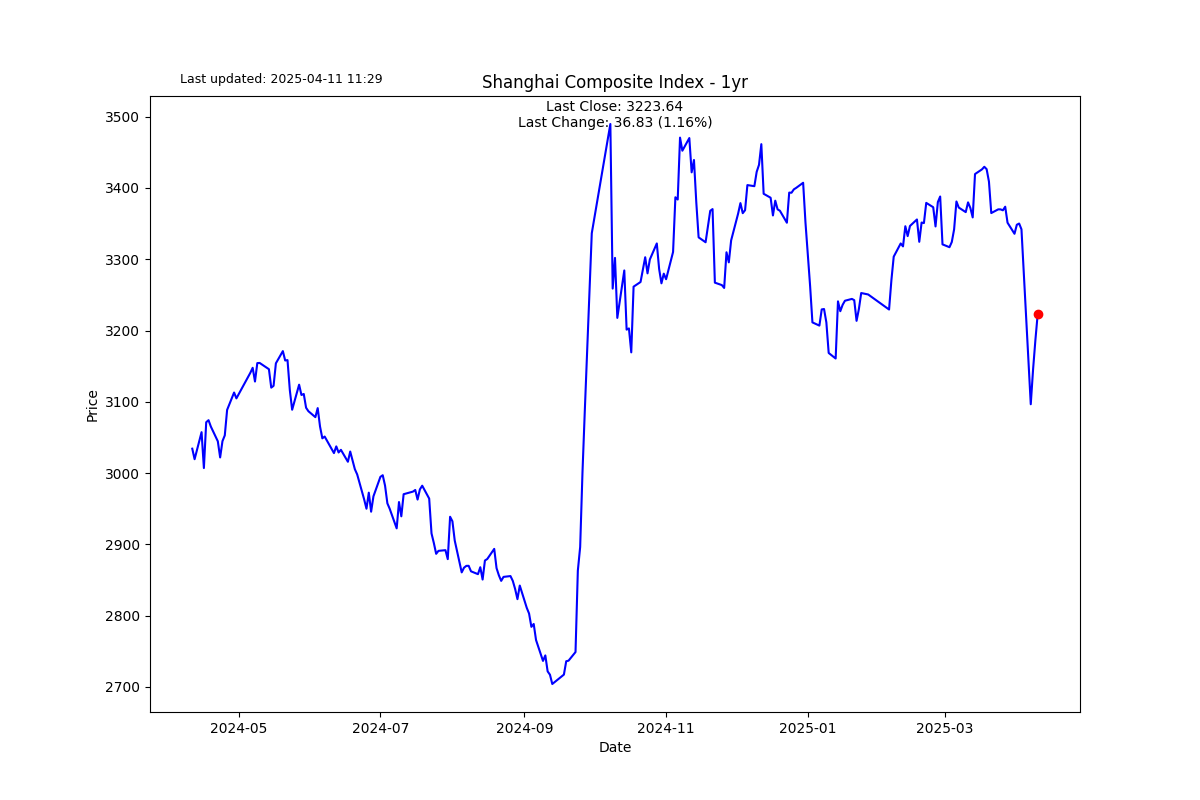 Last updated: 2025-04-11 11:29
Shanghai Composite Index - 1yr
Last Close: 3223.64
Last Change: 36.83 (1.16%)
Price
3500
3400
3300
3200
3100
3000
2900
2800
2700
2024-05
2024-07
2024-09
2024-11
2025-01
2025-03
Date